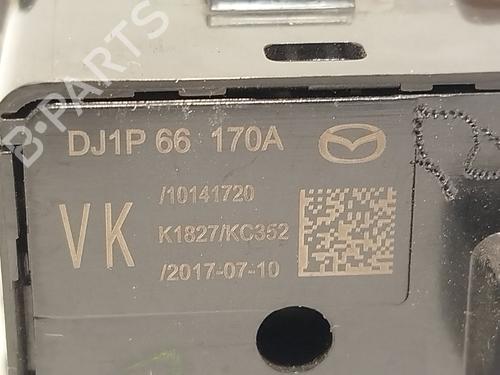 DJ1P 66 170A
/10141720
VK
K1827/KC352
/2017-07-10
B-PARTS